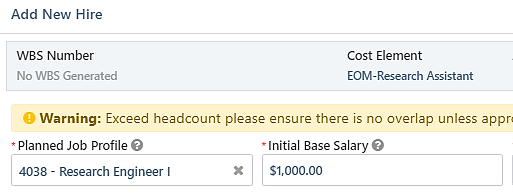 Add New Hire
WBS Number Cost Element
No WBS Generated EOM-Research Assistant
Warning: Exceed headcount please ensure there is no overlap unless appr
*Planned Job Profile *Initial Base Salary
4038 - Research Engineer I $1,000.00